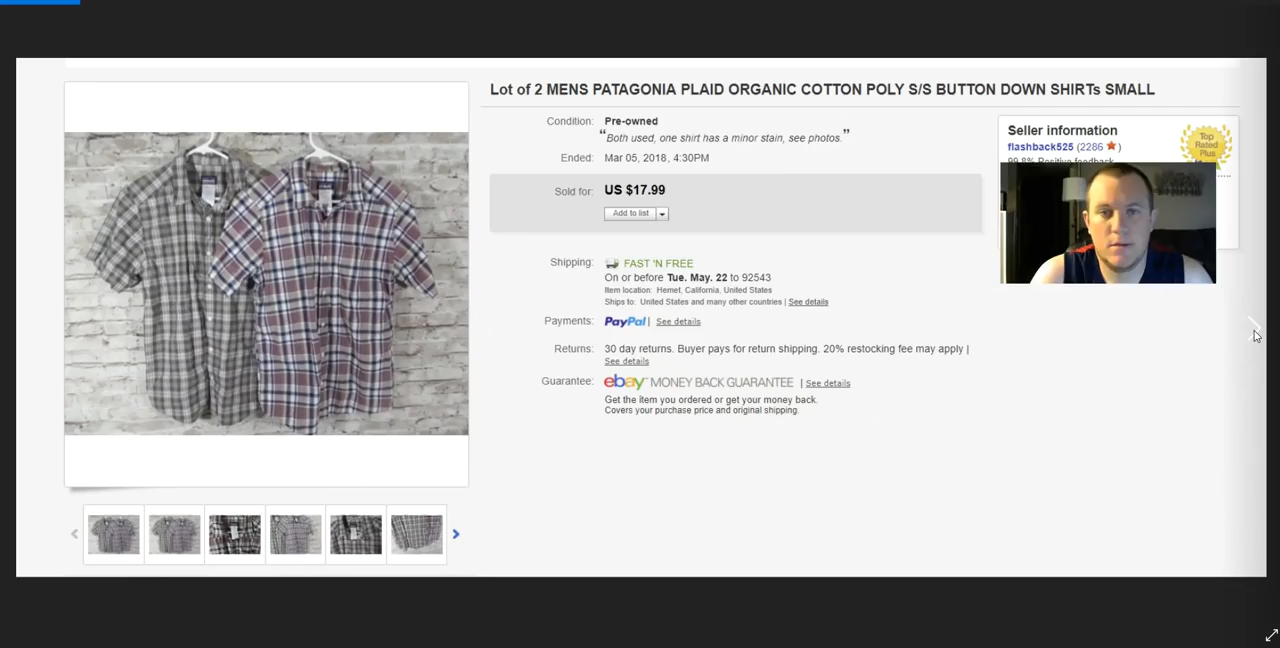 Lot of 2 MENS PATAGONIA PLAID ORGANIC COTTON POLY S/S BUTTON DOWN SHIRTs SMALL
Condition: Pre-owned
“Both used, one shirt has a minor stain, see photos.”
Ended: Mar 05, 2018, 4:30PM
Sold for: US $17.99
Add to list
Shipping: FAST 'N FREE
On or before Tue. May. 22 to 92543
Item location: Hemet, California, United States
Ships to: United States and many other countries | See details
Payments: PayPal | See details
Returns: 30 day returns. Buyer pays for return shipping. 20% restocking fee may apply |
See details
Guarantee: ebay MONEY BACK GUARANTEE | See details
Get the item you ordered or get your money back.
Covers your purchase price and original shipping.
Seller information
flashback525 (2286 )
99.8% Positive feedback
Top
Rated
Plus